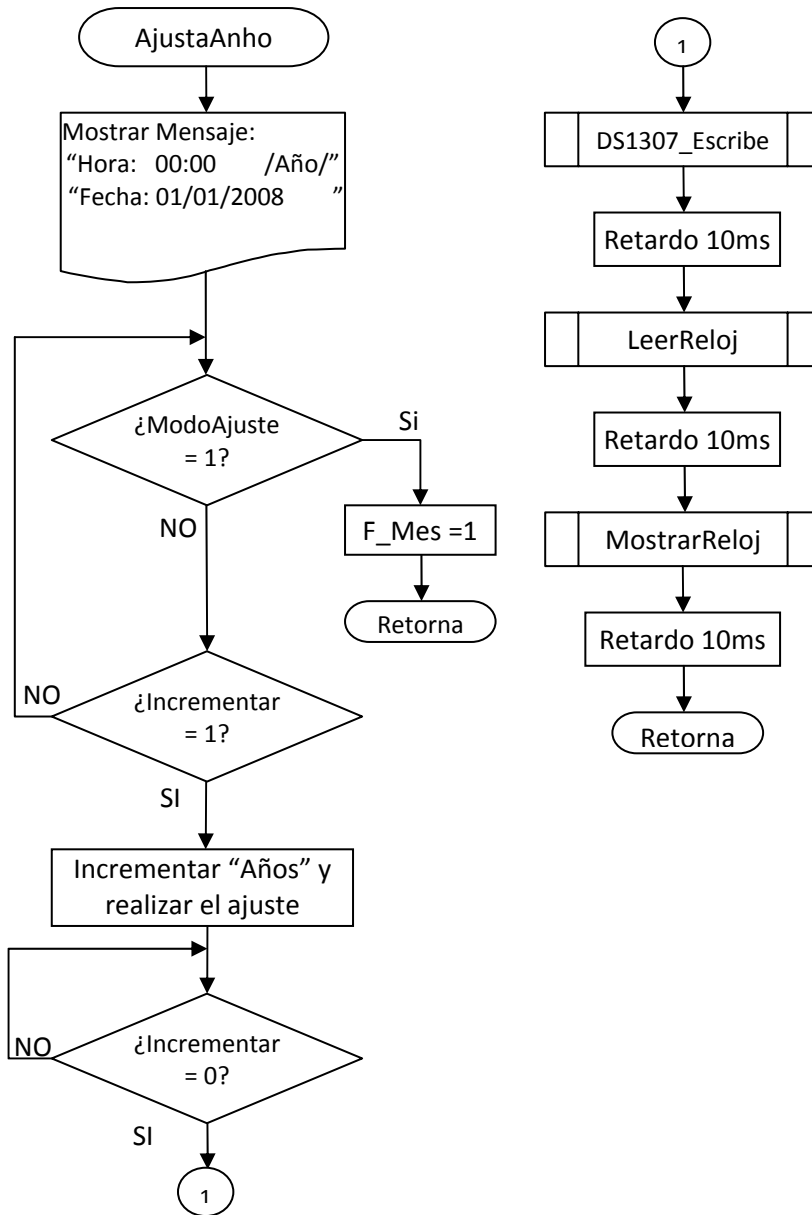 AjustaAnho
Mostrar Mensaje:
“Hora: 00:00 /Año/”
“Fecha: 01/01/2008 ”
¿ModoAjuste
= 1?
Si
NO
F_Mes =1
Retorna
¿Incrementar
= 1?
NO
SI
Incrementar “Años” y
realizar el ajuste
¿Incrementar
= 0?
NO
SI
1
1
DS1307_Escribe
Retardo 10ms
LeerReloj
Retardo 10ms
MostrarReloj
Retardo 10ms
Retorna